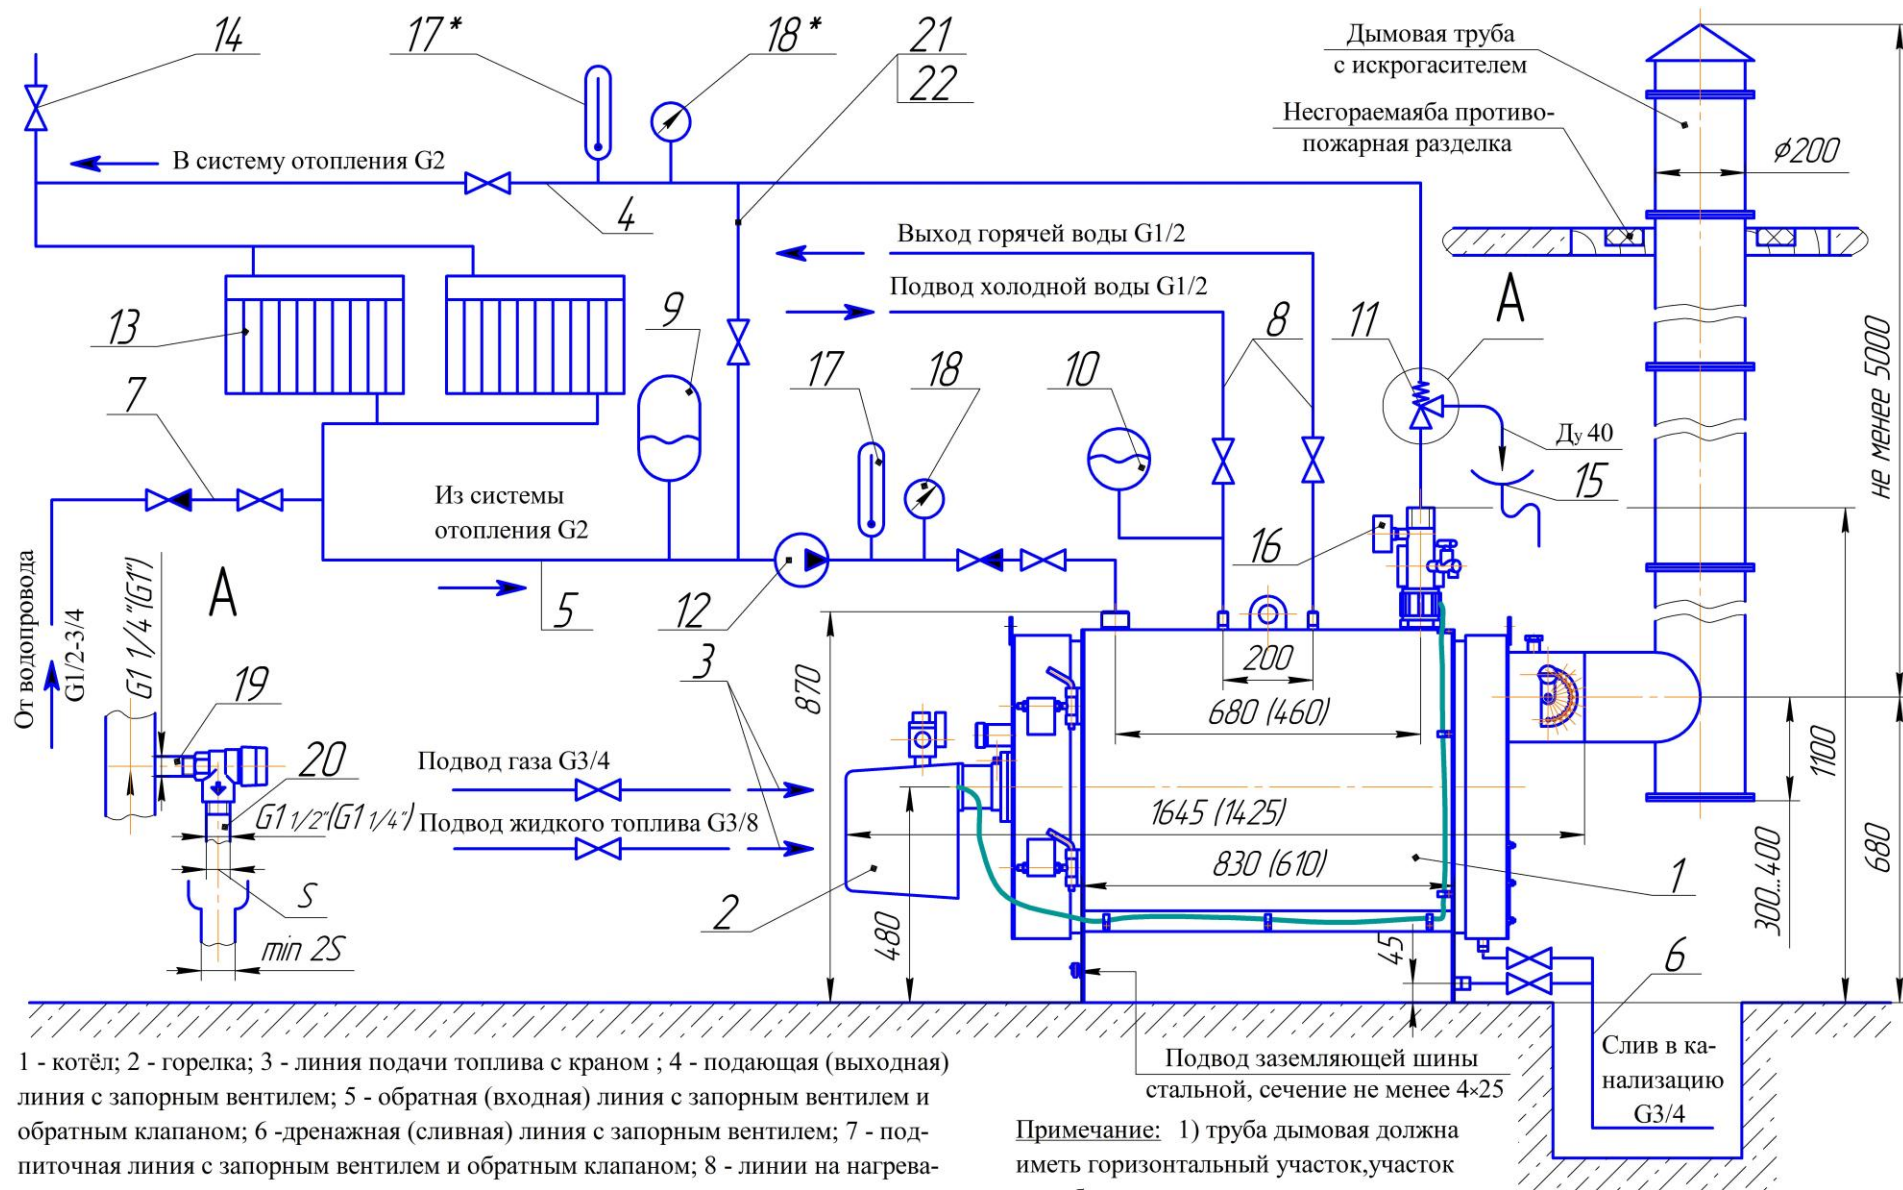 14
17*
18*
21
22
Дымовая труба
с искрогасителем
Несгораемаяба противо-
пожарная разделка
⌀200
В систему отопления G2
4
Выход горячей воды G1/2
Подвод холодной воды G1/2
13
9
8
11
А
7
17
18
10
Ду 40
15
не менее 5000
Из системы
отопления G2
16
От водопровода
G1/2-3/4
G1 1/4"(G1")
А
5
12
3
870
200
680 (460)
19
20
G1 1/2"(G1 1/4")
S
min 2S
Подвод газа G3/4
Подвод жидкого топлива G3/8
1645 (1425)
830 (610)
1
2
480
45
6
1100
300...400
680
1 - котёл; 2 - горелка; 3 - линия подачи топлива с краном ; 4 - подающая (выходная)
линия с запорным вентилем; 5 - обратная (входная) линия с запорным вентилем и
обратным клапаном; 6 -дренажная (сливная) линия с запорным вентилем; 7 - под-
питочная линия с запорным вентилем и обратным клапаном; 8 - линии на нагрева-
Подвод заземляющей шины
стальной, сечение не менее 4×25
Примечание: 1) труба дымовая должна
иметь горизонтальный участок,участок
Слив в ка-
нализацию
G3/4